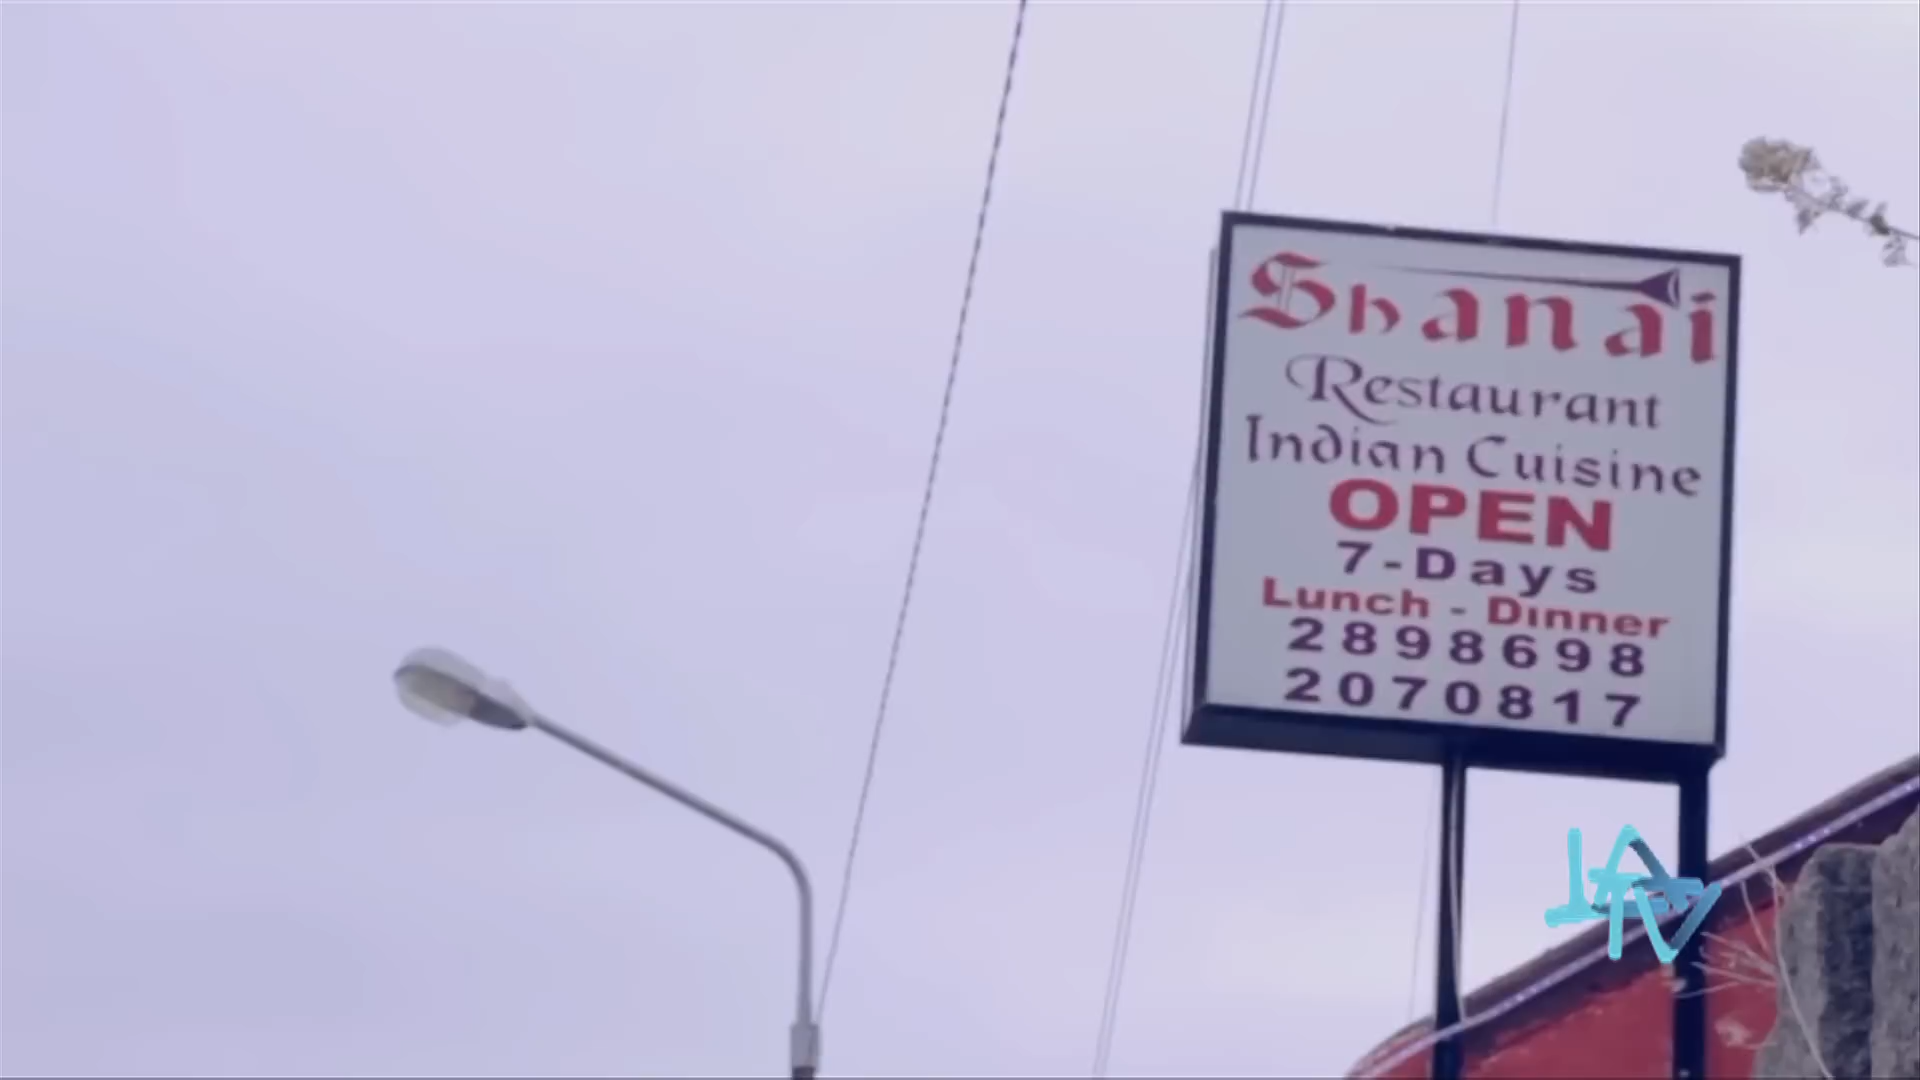 Shanai
Restaurant
Indian Cuisine
OPEN
7-Days
Lunch - Dinner
2898698
2070817